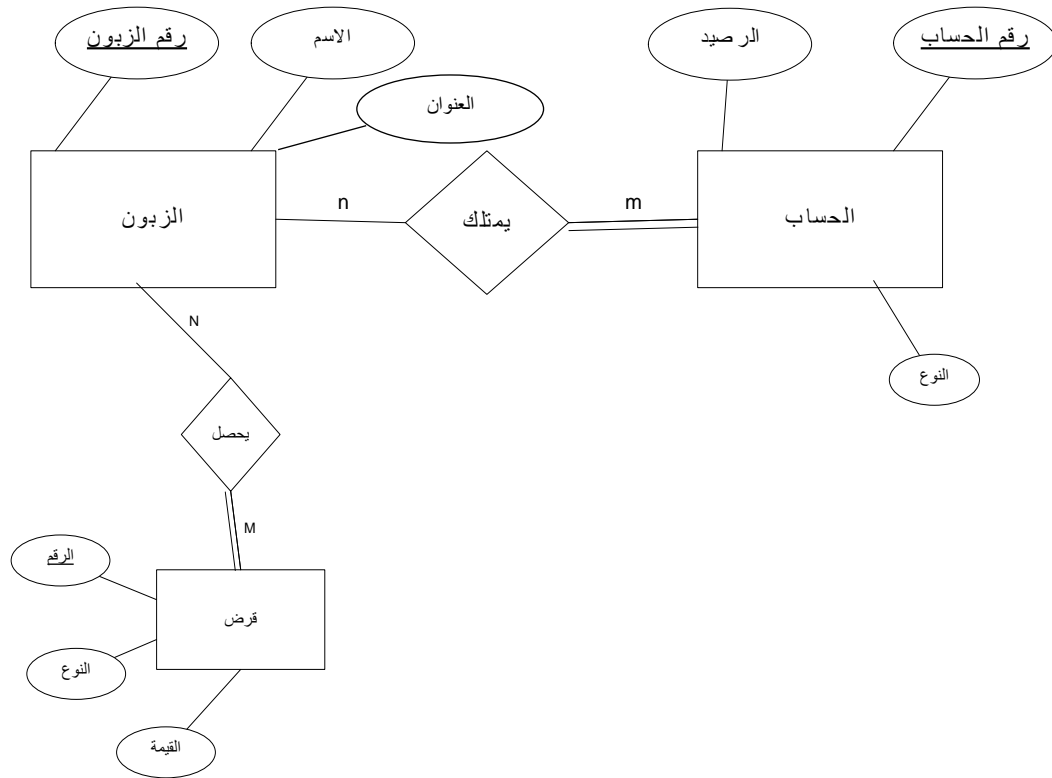 رقم الزبون
الاسم
الرصيد
رقم الحساب
العنوان
الزبون
n
يمتلك
m
الحساب
N
النوع
يحصل
M
الرقم
قرض
النوع
القيمة